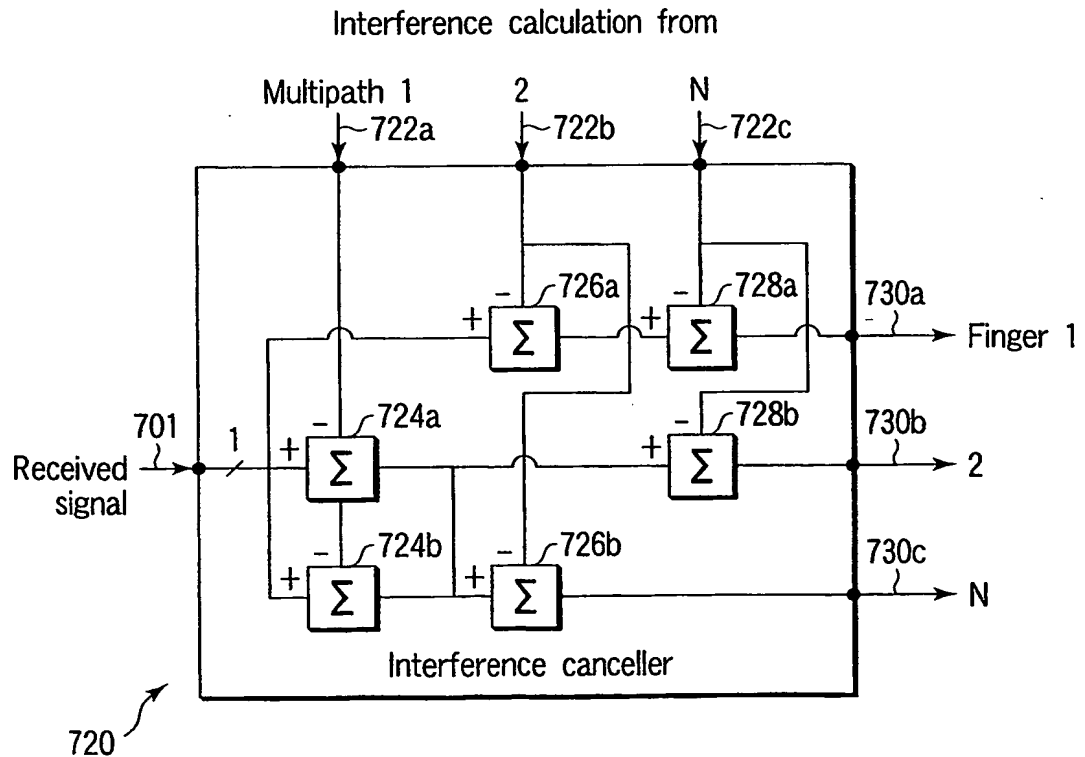 Interference calculation from
Multipath 1
2
N
722a
722b
722c
726a
728a
730a
-
-
+
Σ
+
Σ
Finger 1
701
1
724a
728b
730b
-
-
Received
signal
+
Σ
+
Σ
2
724b
726b
730c
-
-
+
Σ
+
Σ
N
Interference canceller
720